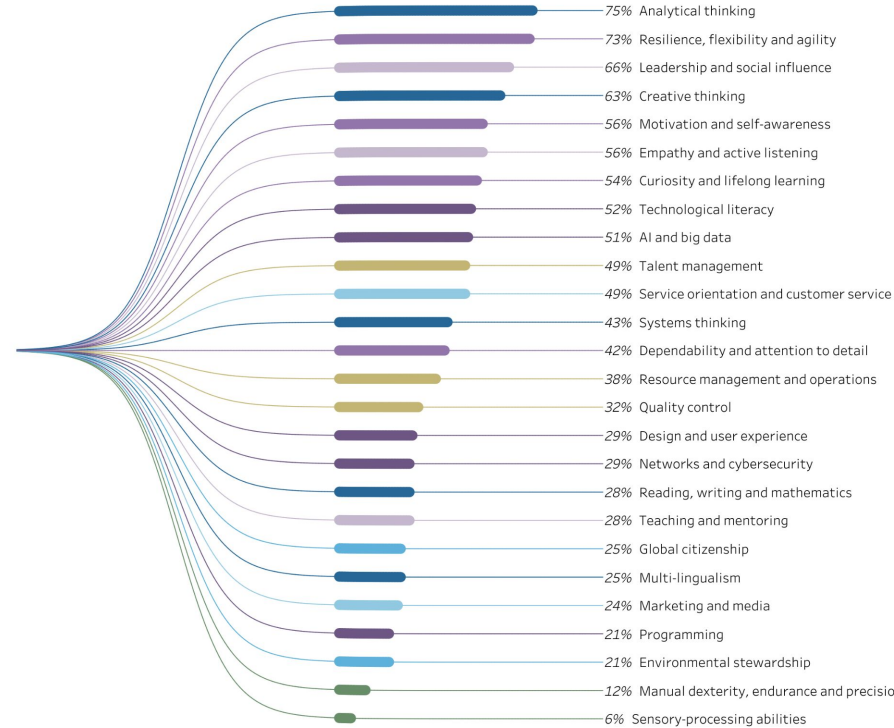 75% Analytical thinking
73% Resilience, flexibility and agility
66% Leadership and social influence
63% Creative thinking
56% Motivation and self-awareness
56% Empathy and active listening
54% Curiosity and lifelong learning
52% Technological literacy
51% AI and big data
49% Talent management
49% Service orientation and customer service
43% Systems thinking
42% Dependability and attention to detail
38% Resource management and operations
32% Quality control
29% Design and user experience
29% Networks and cybersecurity
28% Reading, writing and mathematics
28% Teaching and mentoring
25% Global citizenship
25% Multi-lingualism
24% Marketing and media
21% Programming
21% Environmental stewardship
12% Manual dexterity, endurance and precisio
6% Sensory-processing abilities